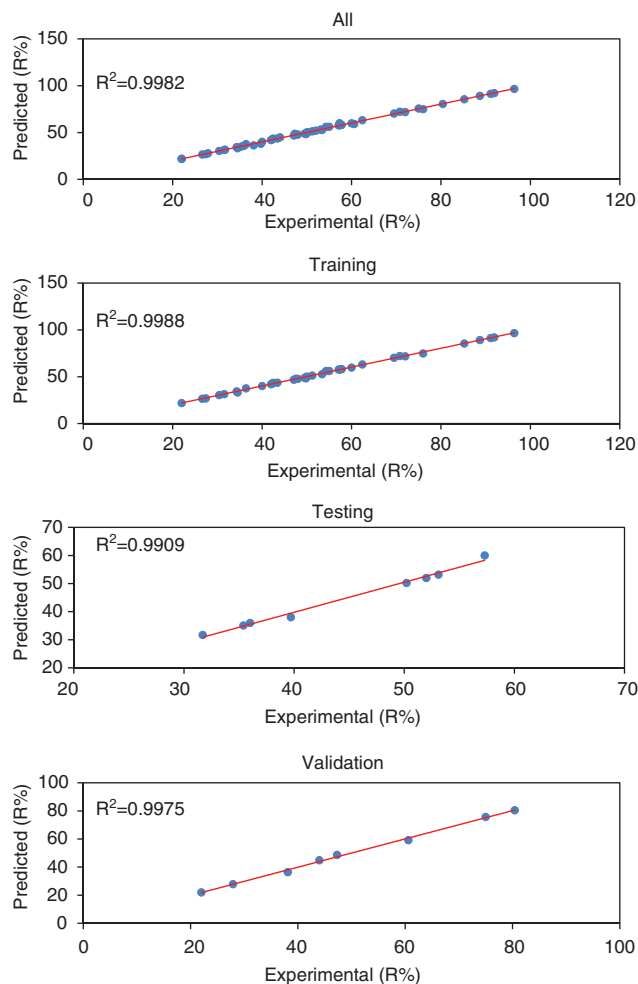 All
150
100
50
0
Predicted (R%)
R²=0.9982
0 20 40 60 80 100 120
Experimental (R%)
Training
150
100
50
0
Predicted (R%)
R²=0.9988
0 20 40 60 80 100 120
Experimental (R%)
Testing
70
60
50
40
30
20
Predicted (R%)
R²=0.9909
20 30 40 50 60 70
Experimental (R%)
Validation
100
80
60
40
20
0
Predicted (R%)
R²=0.9975
0 20 40 60 80 100
Experimental (R%)